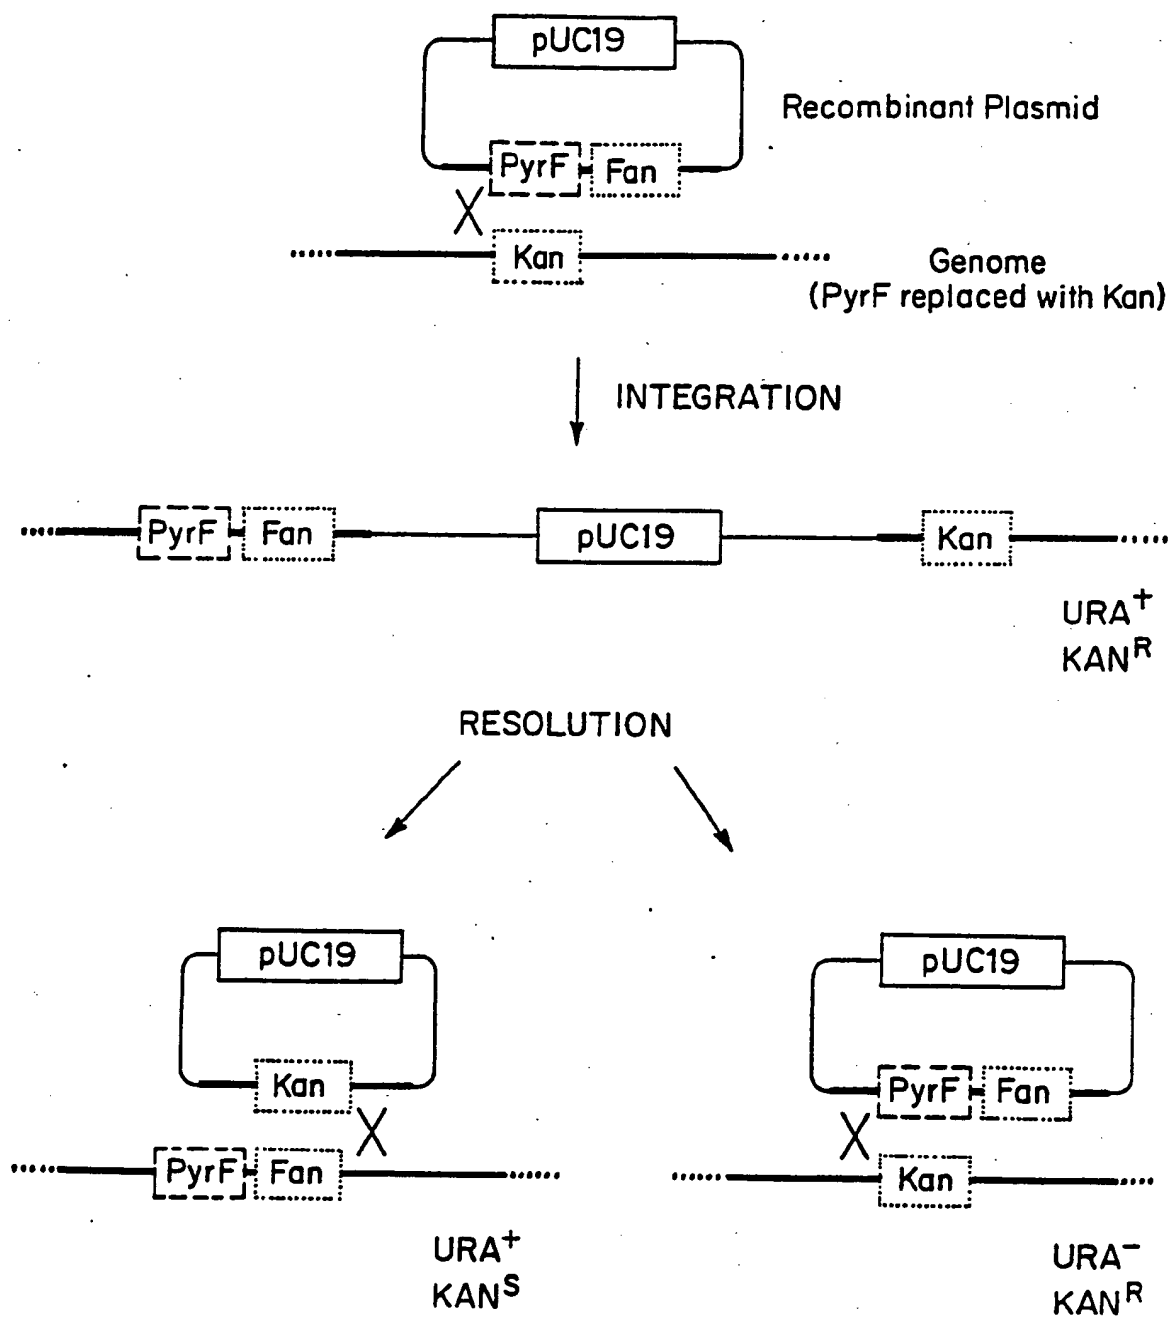 pUC19
Recombinant Plasmid
PyrF
Fan
Kan
Genome
(PyrF replaced with Kan)
INTEGRATION
PyrF
Fan
pUC19
Kan
URA+
KANR
RESOLUTION
pUC19
Kan
PyrF
Fan
URA+
KANS
pUC19
PyrF
Fan
Kan
URA-
KANR